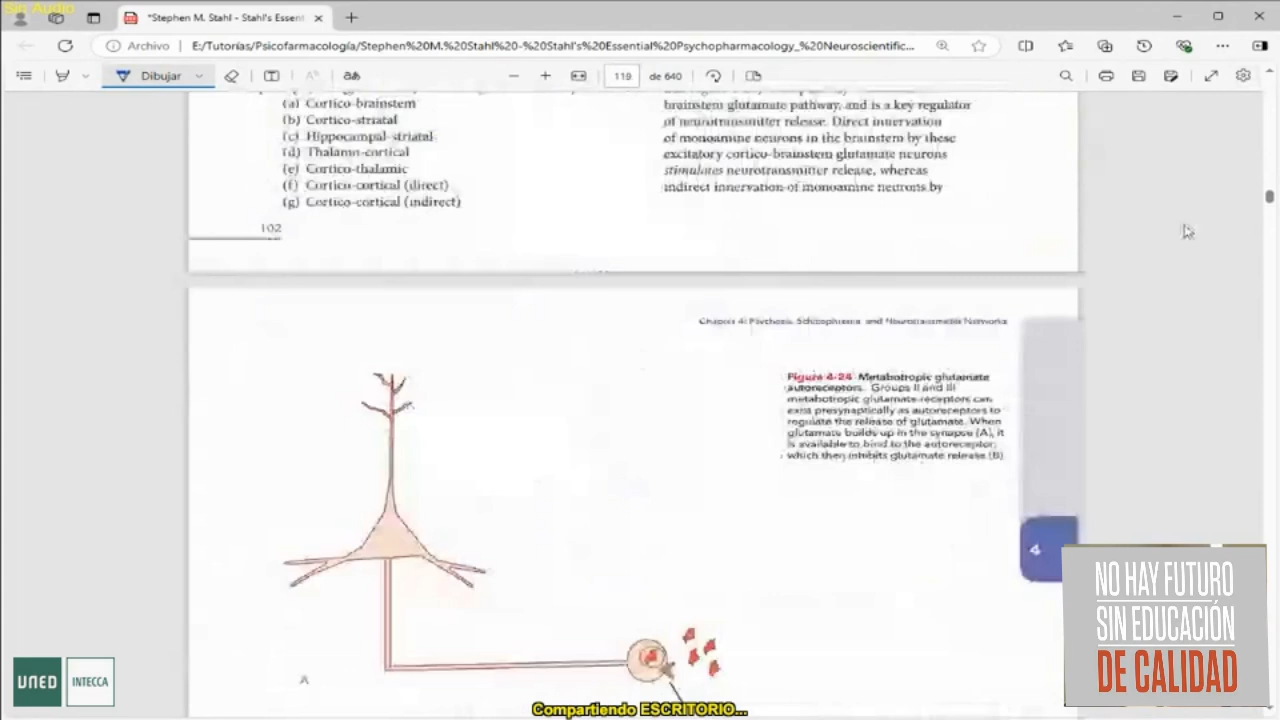 Sin Audio
*Stephen M. Stahl - Stahl's Essent
Archivo
E:/Tutorías/Psicofarmacología/Stephen%20M.%20Stahl%20-%20Stahl's%20Essential%20Psychopharmacology_%20Neuroscientific...
Dibujar
119
de 640
(a) Cortico-brainstem
(b) Cortico-striatal
(c) Hippocampal-striatal
(d) Thalamo-cortical
(e) Cortico-thalamic
(f) Cortico-cortical (direct)
(g) Cortico-cortical (indirect)
102
brainstem glutamate pathway, and is a key regulator
of neurotransmitter release. Direct innervation
of monoamine neurons in the brainstem by these
excitatory cortico-brainstem glutamate neurons
stimulates neurotransmitter release, whereas
indirect innervation of monoamine neurons by
Chapter 4: Psychosis, Schizophrenia, and Neurotransmitter Networks
Figure 4-24 Metabotropic glutamate
autoreceptors. Groups II and III
metabotropic glutamate receptors can
exist presynaptically as autoreceptors to
regulate the release of glutamate. When
glutamate builds up in the synapse (A), it
is available to bind to the autoreceptor,
which then inhibits glutamate release (B)
4
A
NO HAY FUTURO
SIN EDUCACIÓN
DE CALIDAD
UNED
INTECCA
Compartiendo ESCRITORIO...